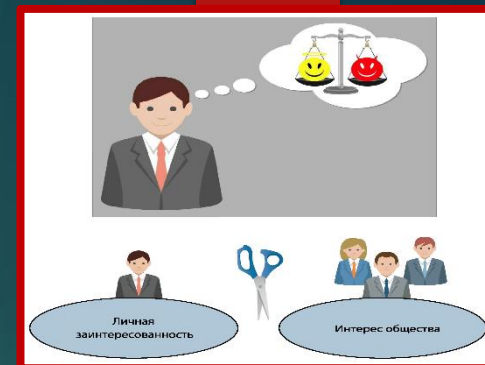 Личная
заинтересованность
Интерес общества